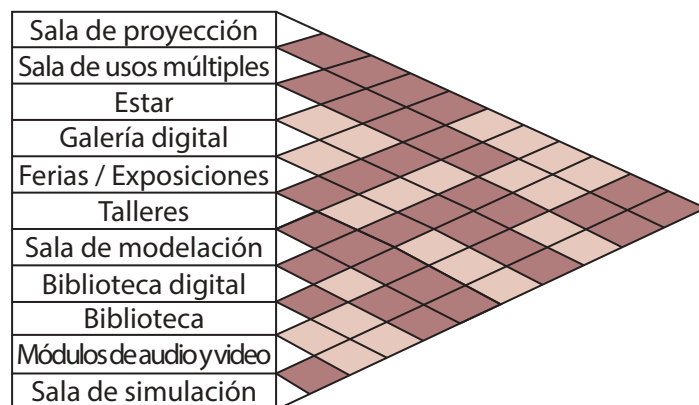 Sala de proyección
Sala de usos múltiples
Estar
Galería digital
Ferias / Exposiciones
Talleres
Sala de modelación
Biblioteca digital
Biblioteca
Módulos de audio y video
Sala de simulación